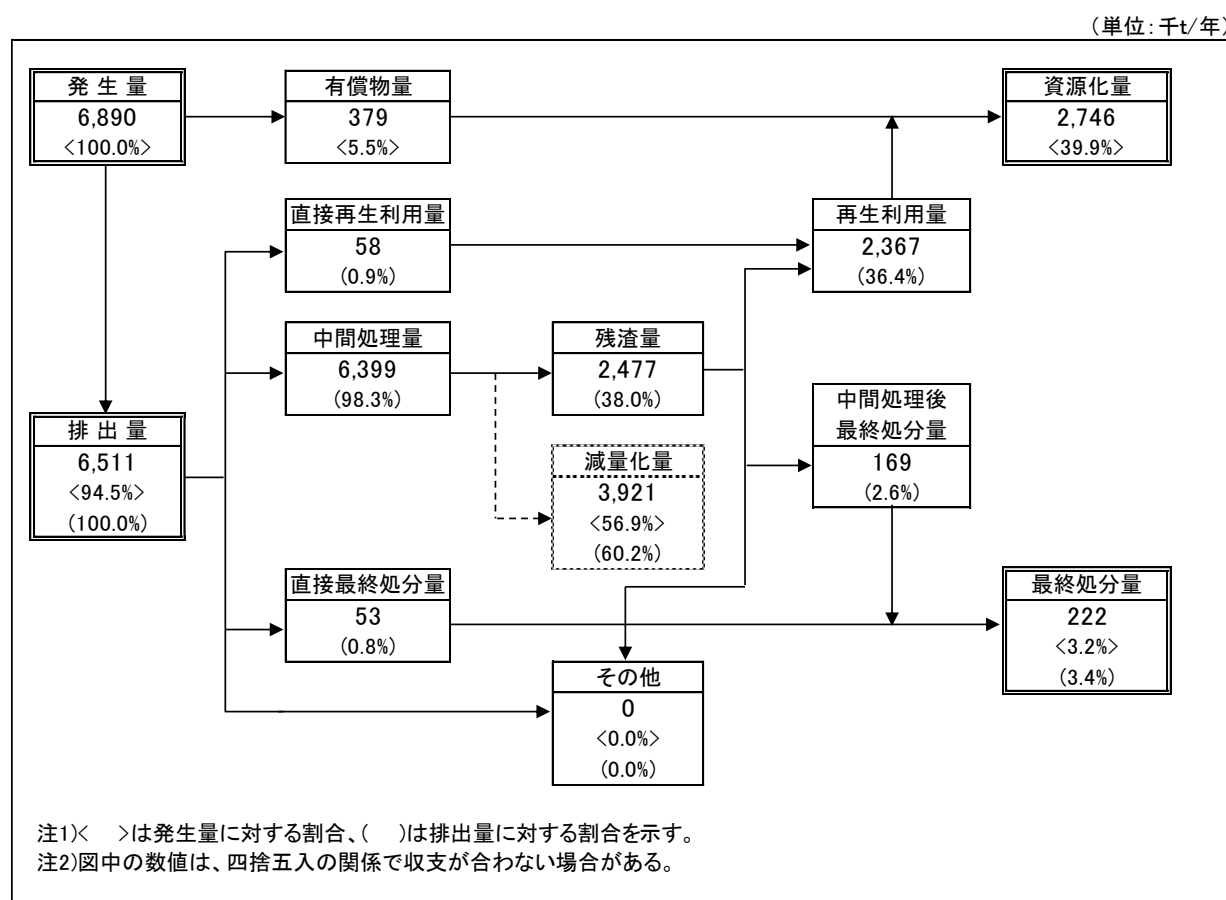 (単位:千t/年)
発 生 量
6,890
<100.0%>
有償物量
379
<5.5%>
資源化量
2,746
<39.9%>
直接再生利用量
58
(0.9%)
再生利用量
2,367
(36.4%)
中間処理量
6,399
(98.3%)
残渣量
2,477
(38.0%)
中間処理後
最終処分量
169
(2.6%)
排 出 量
6,511
<94.5%>
(100.0%)
減量化量
3,921
<56.9%>
(60.2%)
直接最終処分量
53
(0.8%)
最終処分量
222
<3.2%>
(3.4%)
その他
0
<0.0%>
(0.0%)
注1)< >は発生量に対する割合、( )は排出量に対する割合を示す。
注2)図中の数値は、四捨五入の関係で収支が合わない場合がある。